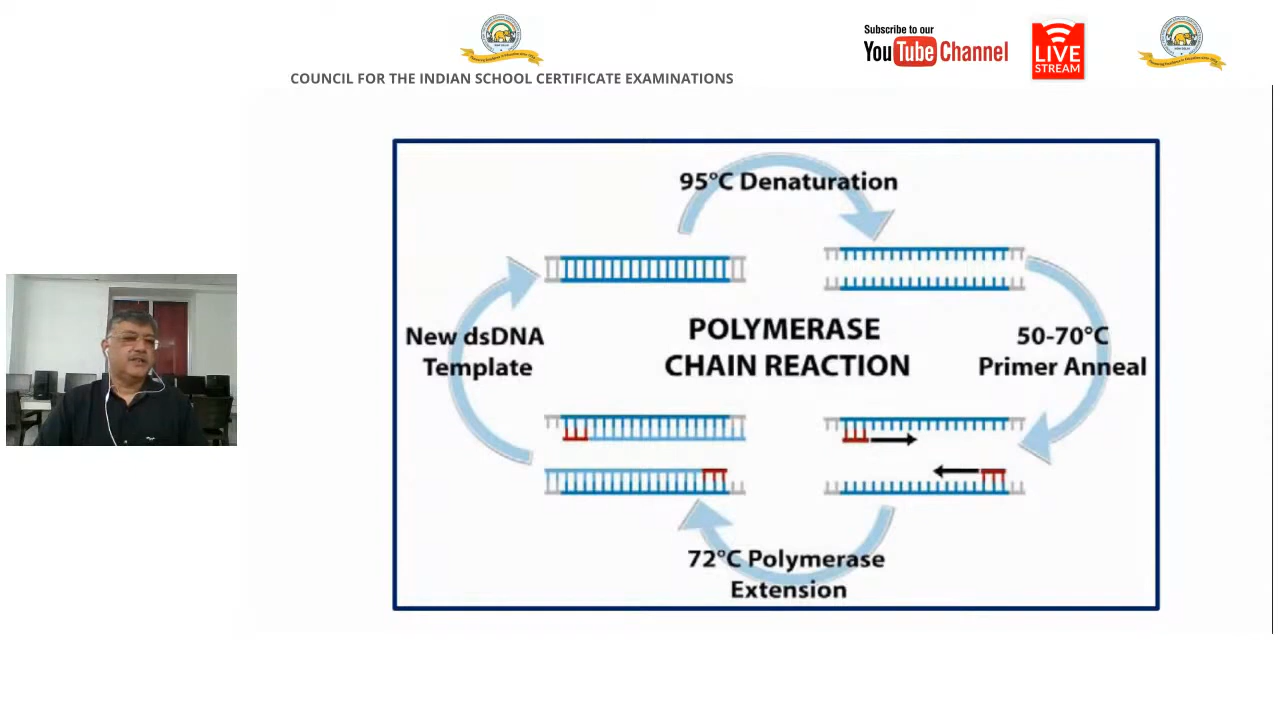 COUNCIL FOR THE INDIAN SCHOOL CERTIFICATE EXAMINATIONS
Subscribe to our
YouTube Channel
LIVE
STREAM
95°C Denaturation
New dsDNA
Template
POLYMERASE
CHAIN REACTION
50-70°C
Primer Anneal
72°C Polymerase
Extension